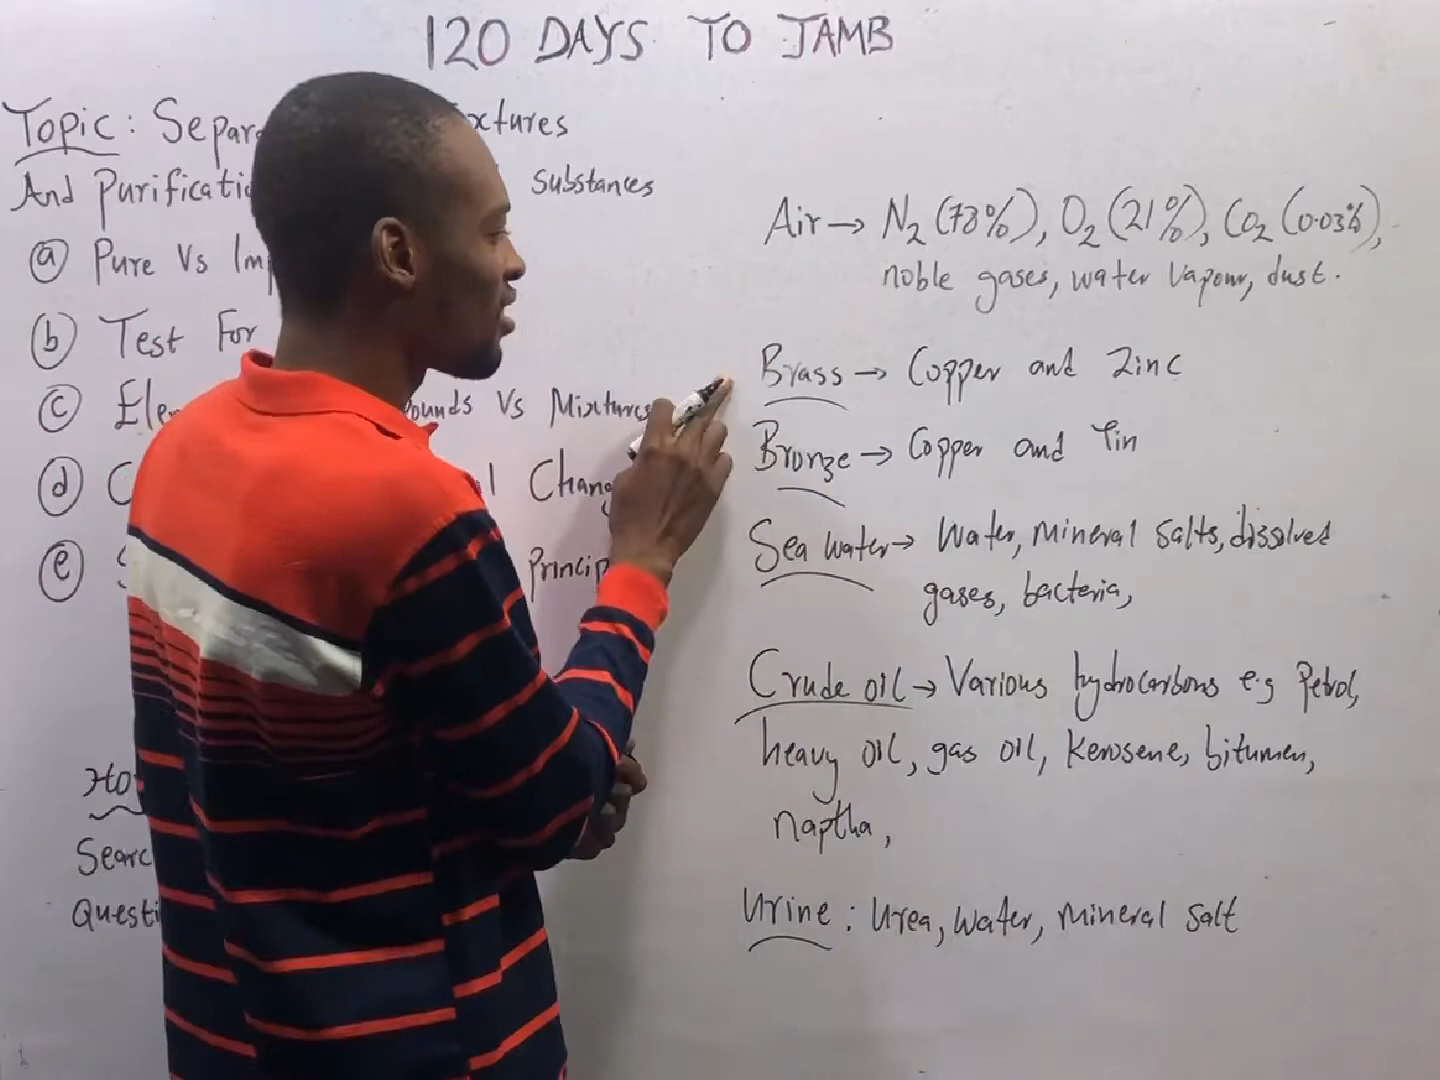 120 DAYS TO JAMB
Topic: Separ xtures
And Purificati substances
(a) Pure Vs Imp
(b) Test For
(c) Elem ounds Vs Mixtures
(d) C l Chang
(e) S Princip
Ho
Searc
Questi
Air → N₂ (78%), O₂ (21%), CO₂ (0.03%),
noble gases, water vapour, dust.
Brass → Copper and Zinc
Bronze → Copper and Tin
Sea water → Water, Mineral Salts, dissolved
gases, bacteria,
Crude oil → Various hydrocarbons e.g Petrol,
heavy oil, gas oil, Kerosene, bitumen,
naptha,
Urine : Urea, Water, Mineral Salt